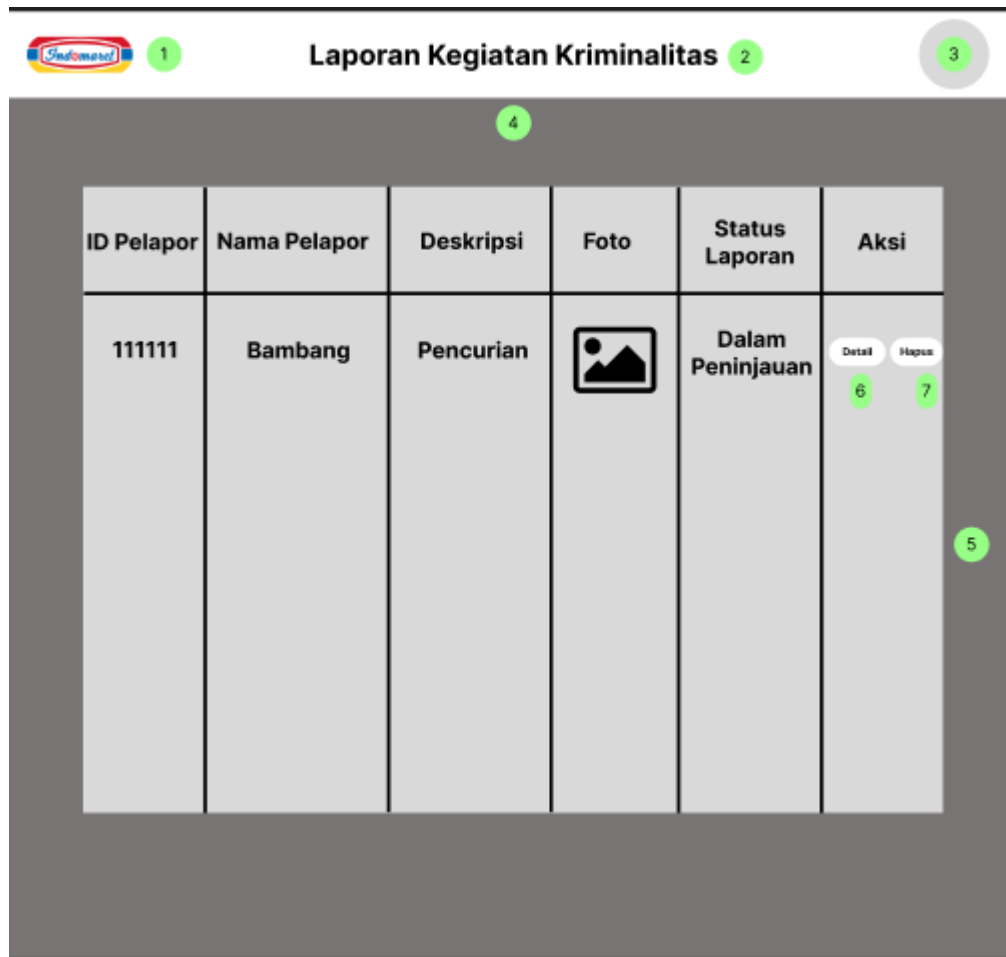 Indomaret
1
Laporan Kegiatan Kriminalitas
2
3
4
ID Pelapor
Nama Pelapor
Deskripsi
Foto
Status
Laporan
Aksi
111111
Bambang
Pencurian
Dalam
Peninjauan
Detail
Hapus
6
7
5